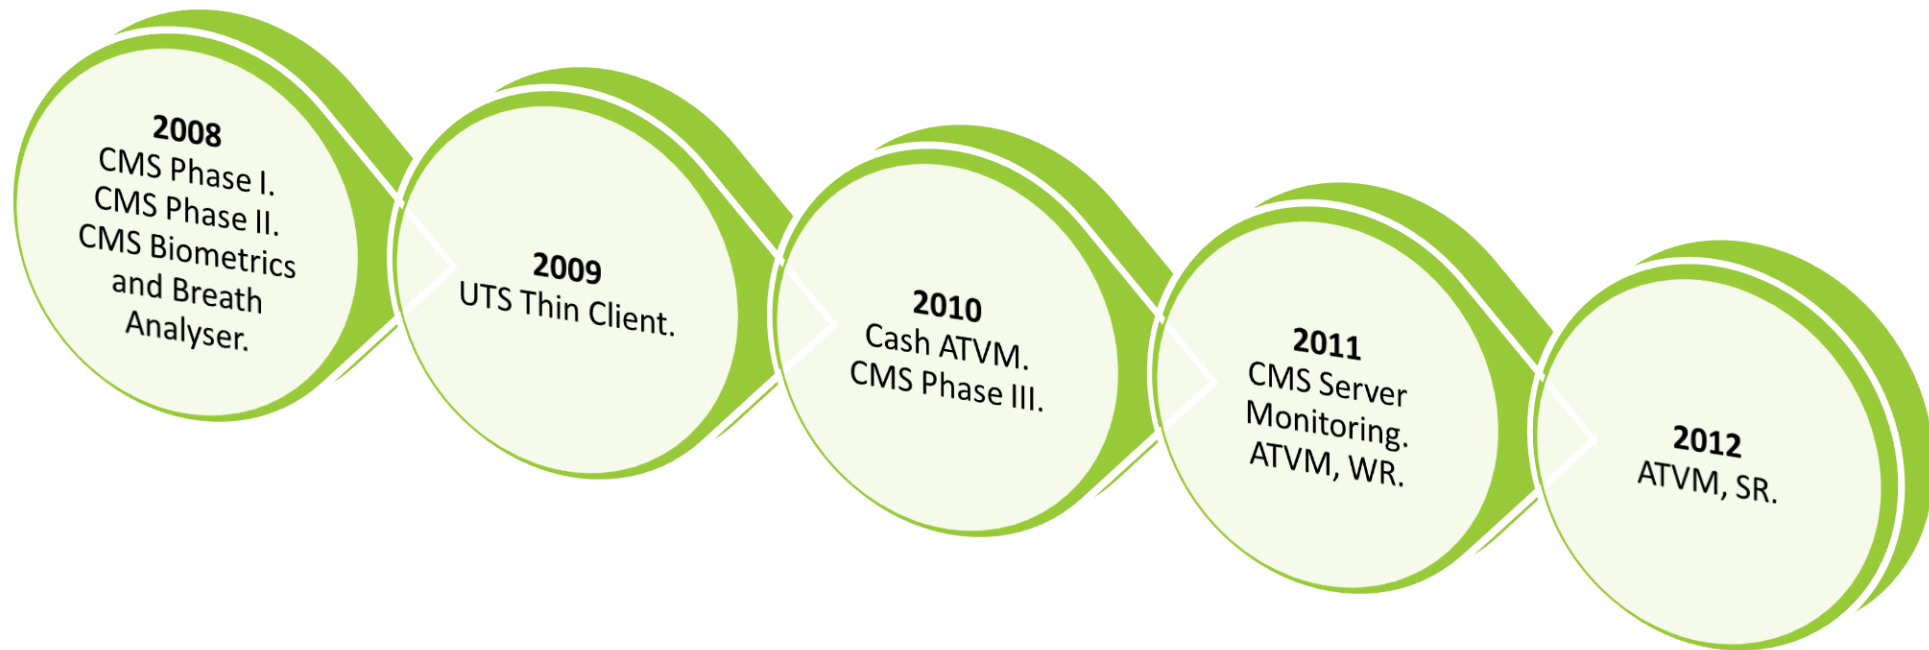 2008
CMS Phase I.
CMS Phase II.
CMS Biometrics
and Breath
Analyser.
2009
UTS Thin Client.
2010
Cash ATVM.
CMS Phase III.
2011
CMS Server
Monitoring.
ATVM, WR.
2012
ATVM, SR.